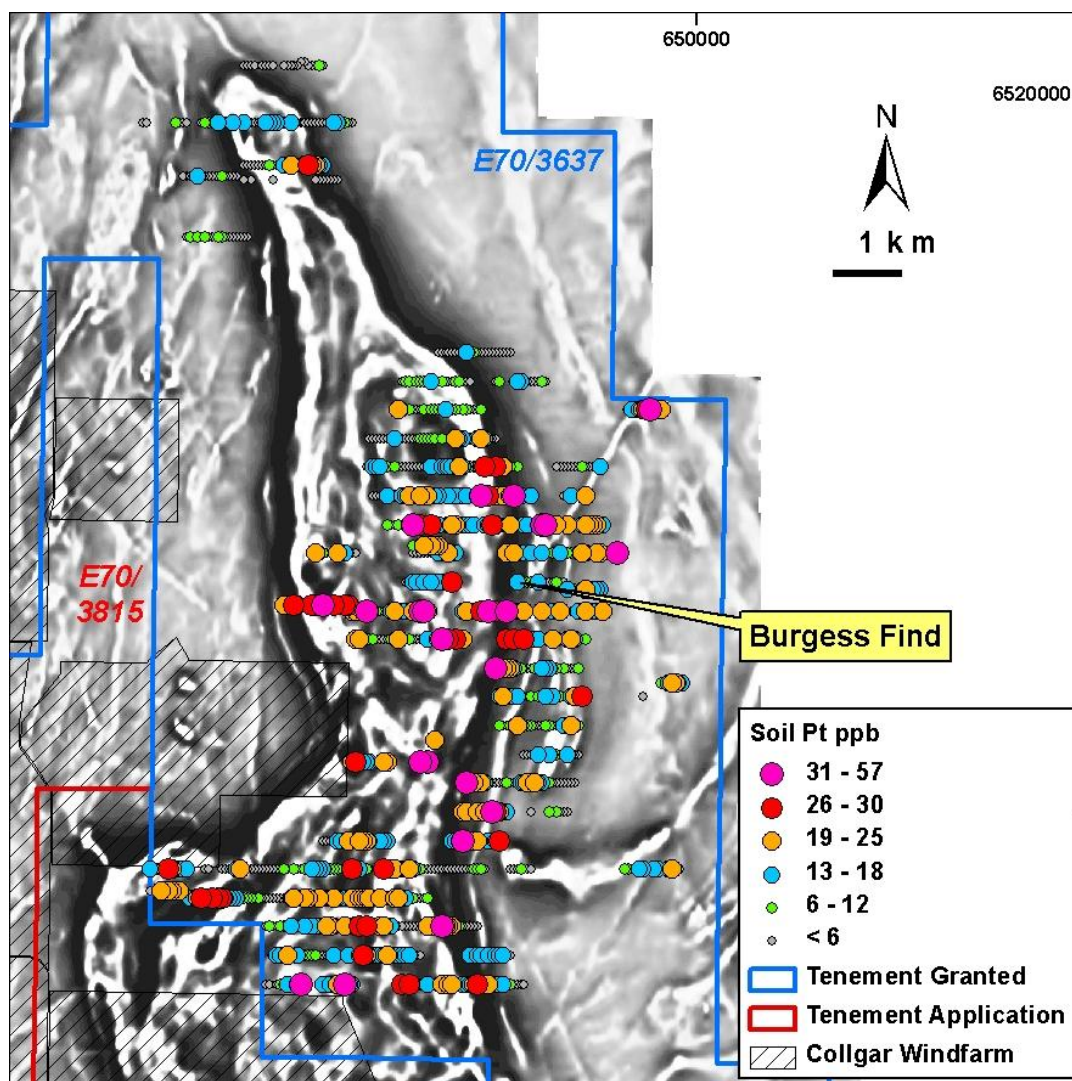 650000
6520000
E70/3637
N
1 km
E70/
3815
Burgess Find
Soil Pt ppb
31 - 57
26 - 30
19 - 25
13 - 18
6 - 12
< 6
Tenement Granted
Tenement Application
Collgar Windfarm